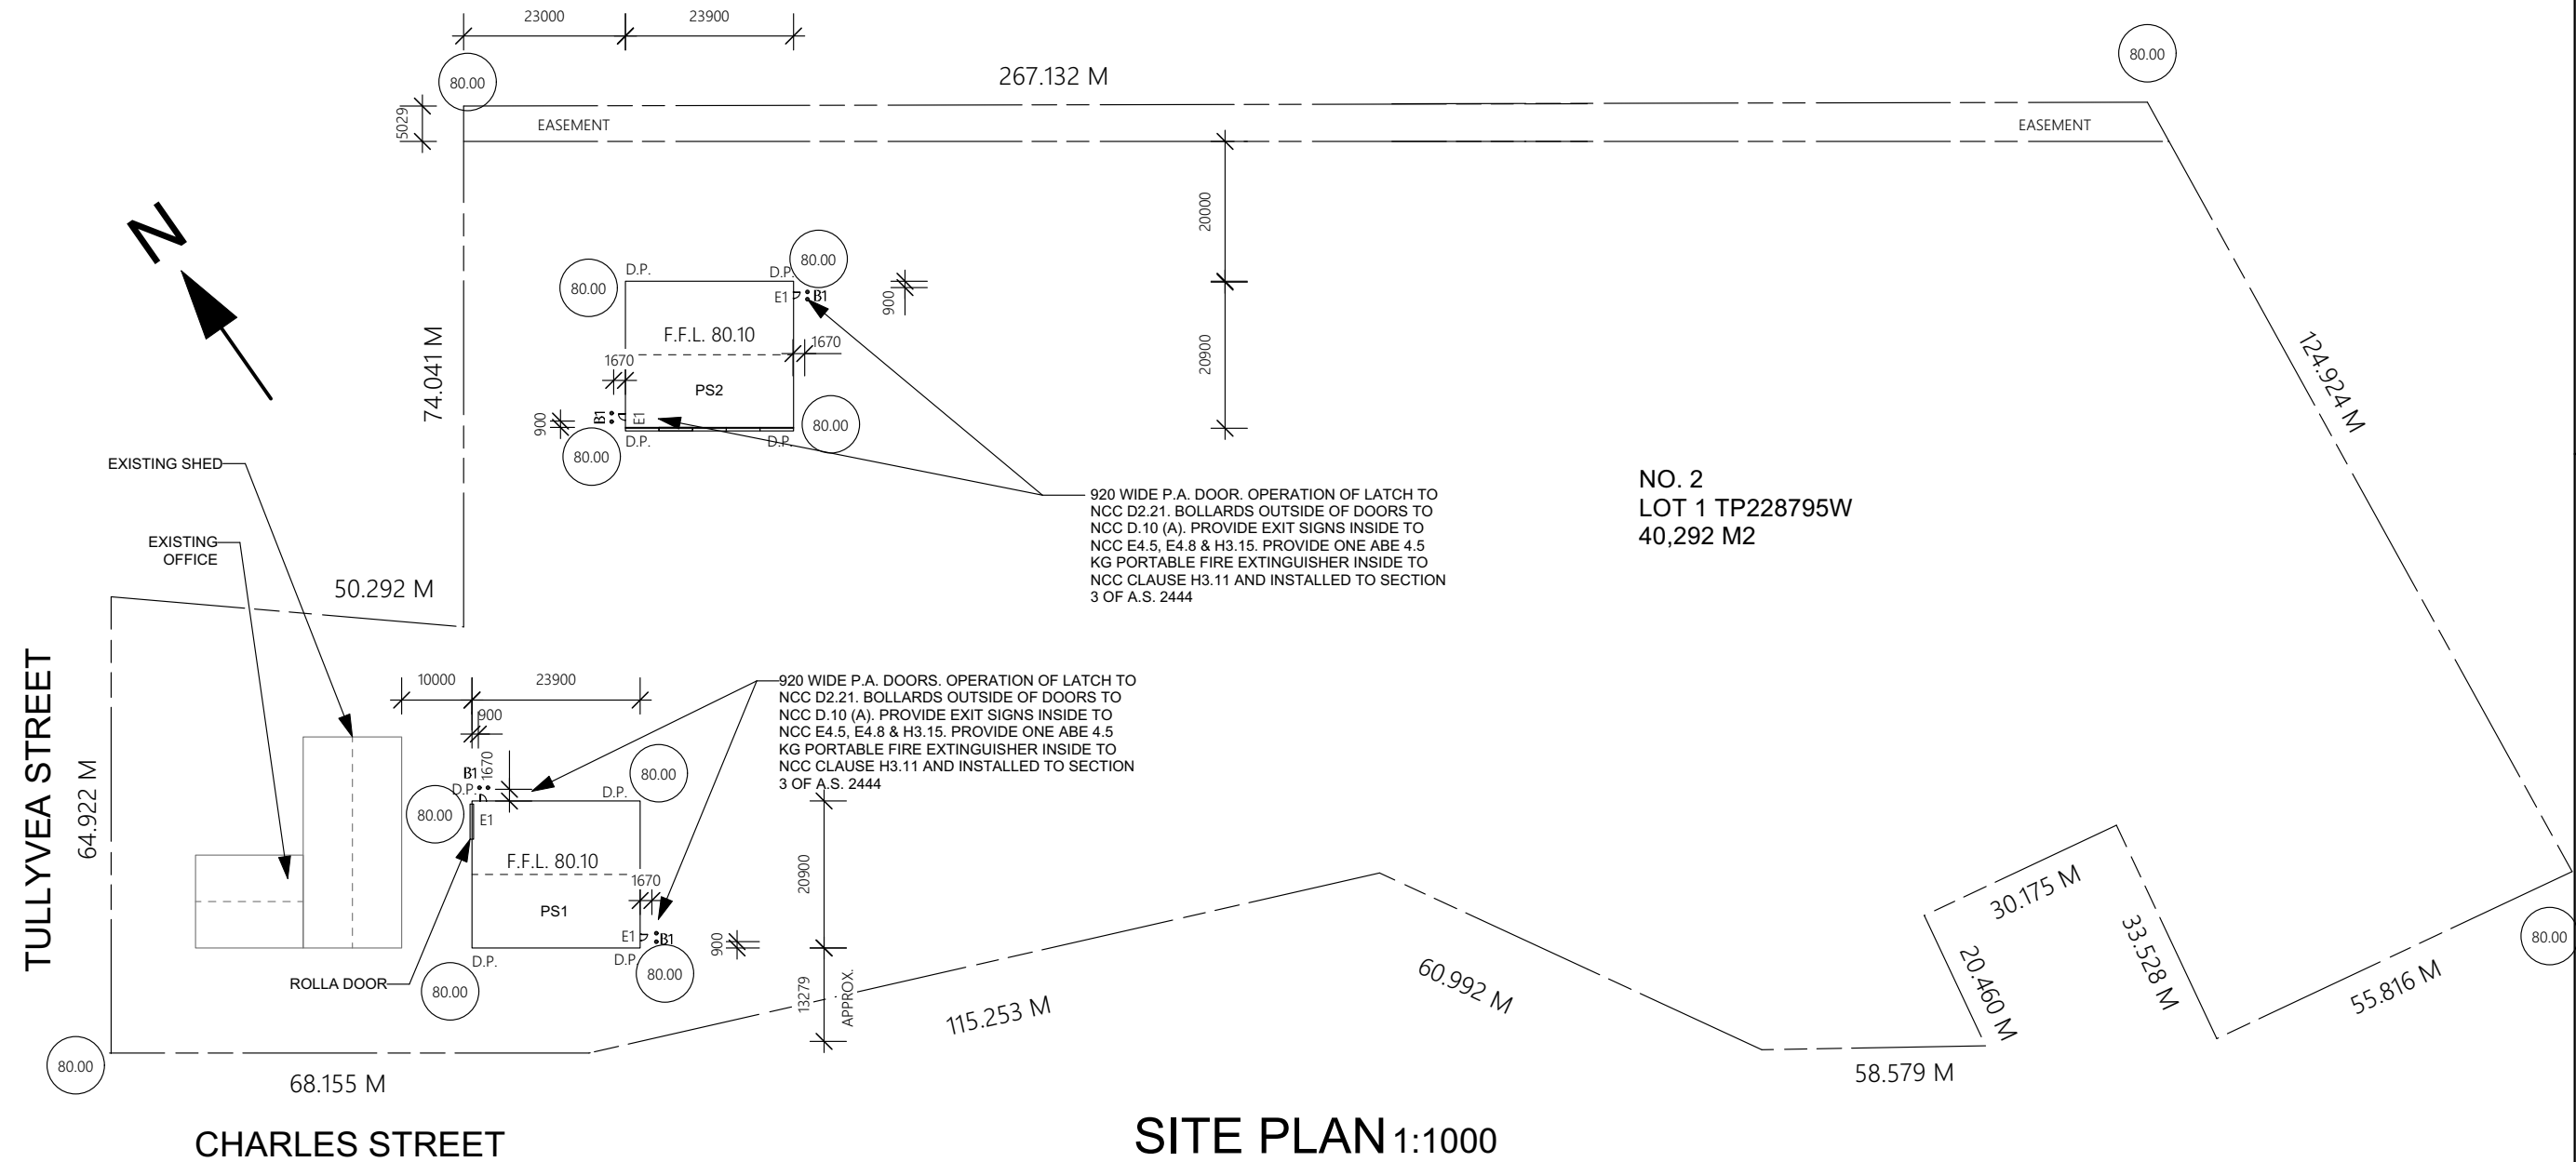 23000
23900
80.00
267.132 M
80.00
5029
EASEMENT
EASEMENT
N
20000
80.00
D.P.
D.P.
80.00
E1
B1
900
F.F.L. 80.10
1670
1670
20900
74.041 M
124.924 M
PS2
900
B1
E1
80.00
D.P.
D.P.
80.00
EXISTING SHED
920 WIDE P.A. DOOR. OPERATION OF LATCH TO
NCC D2.21. BOLLARDS OUTSIDE OF DOORS TO
NCC D.10 (A). PROVIDE EXIT SIGNS INSIDE TO
NCC E4.5, E4.8 & H3.15. PROVIDE ONE ABE 4.5
KG PORTABLE FIRE EXTINGUISHER INSIDE TO
NCC CLAUSE H3.11 AND INSTALLED TO SECTION
3 OF A.S. 2444
NO. 2
LOT 1 TP228795W
40,292 M2
EXISTING
OFFICE
50.292 M
TULLYVEA STREET
64.922 M
10000
23900
900
920 WIDE P.A. DOORS. OPERATION OF LATCH TO
NCC D2.21. BOLLARDS OUTSIDE OF DOORS TO
NCC D.10 (A). PROVIDE EXIT SIGNS INSIDE TO
NCC E4.5, E4.8 & H3.15. PROVIDE ONE ABE 4.5
KG PORTABLE FIRE EXTINGUISHER INSIDE TO
NCC CLAUSE H3.11 AND INSTALLED TO SECTION
3 OF A.S. 2444
B1
1670
D.P.
D.P.
80.00
80.00
E1
F.F.L. 80.10
1670
20900
PS1
E1
B1
900
D.P.
D.P
80.00
80.00
ROLLA DOOR
13279
APPROX.
115.253 M
60.992 M
30.175 M
20.460 M
33.528 M
55.816 M
80.00
80.00
68.155 M
58.579 M
CHARLES STREET
SITE PLAN 1:1000